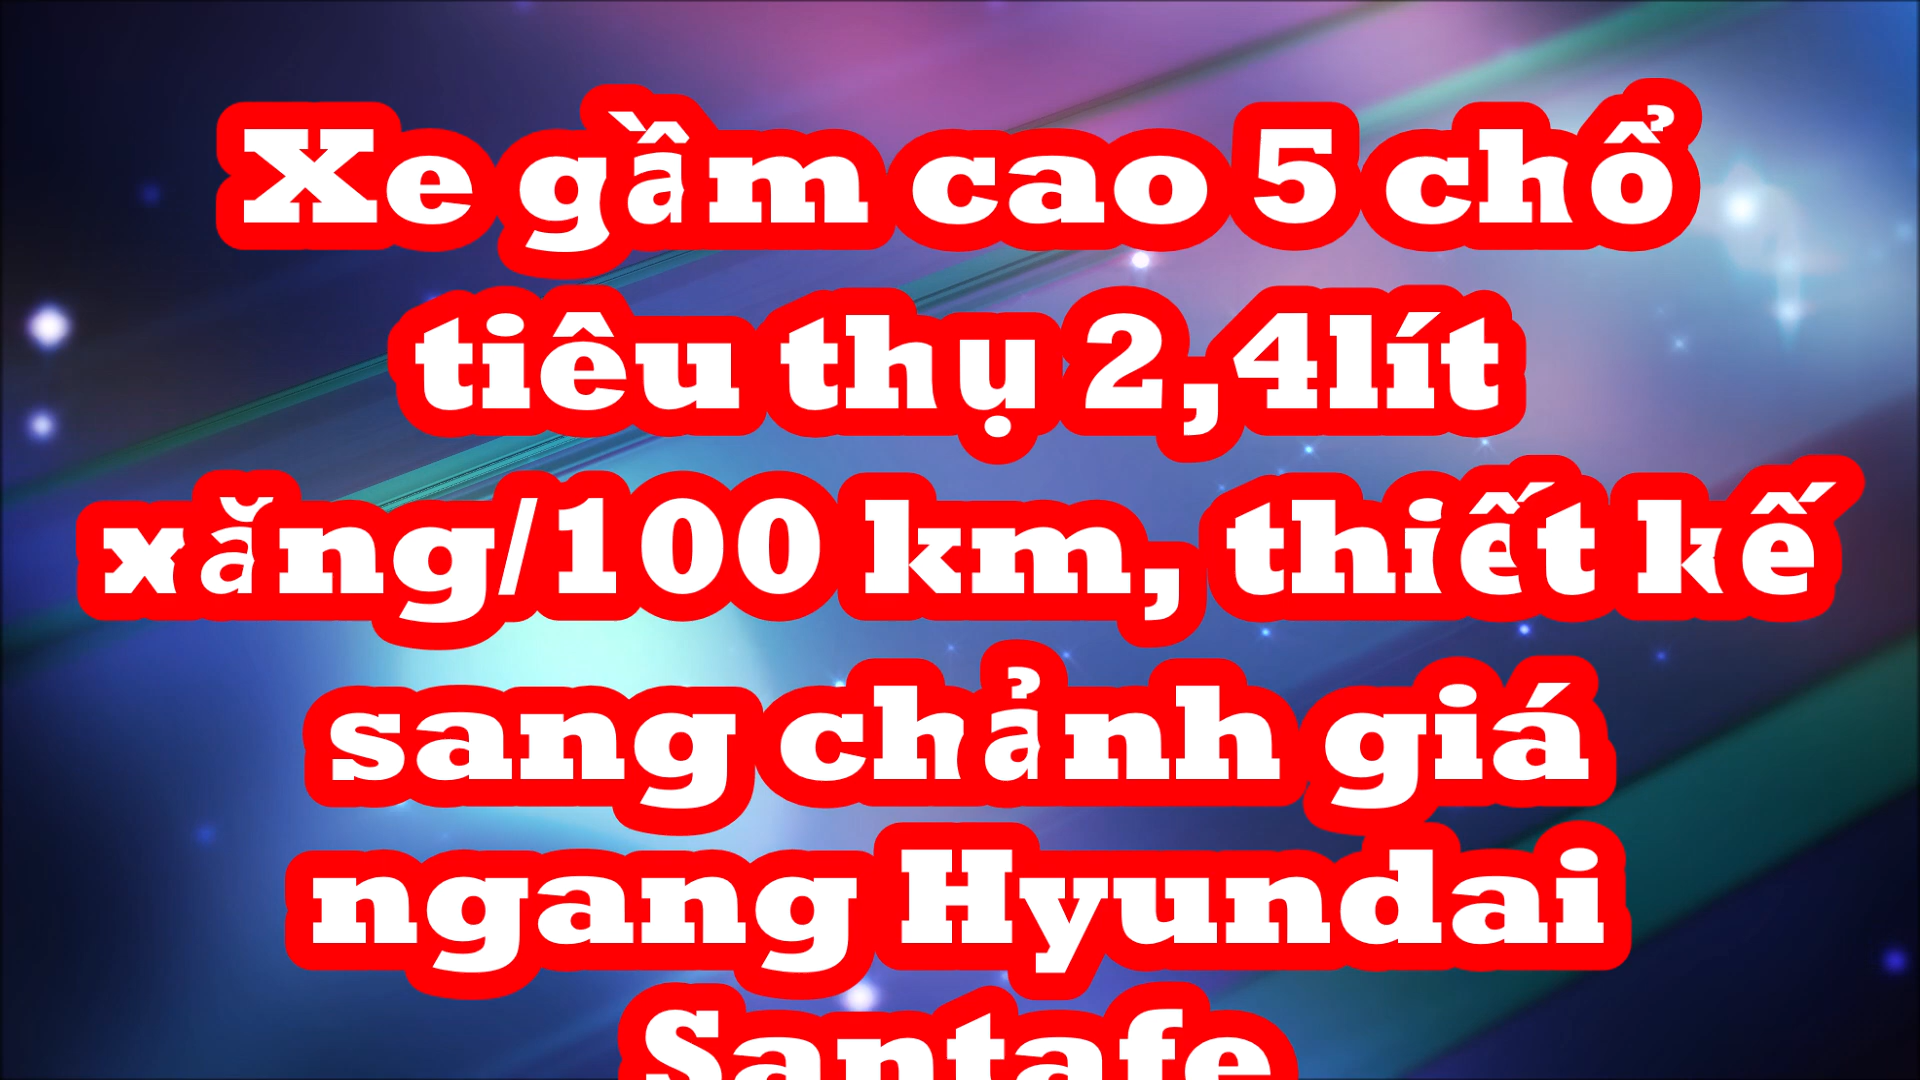 Xe gầm cao 5 chổ
tiêu thụ 2,4lít
xăng/100 km, thiết kế
sang chảnh giá
ngang Hyundai
Santafe